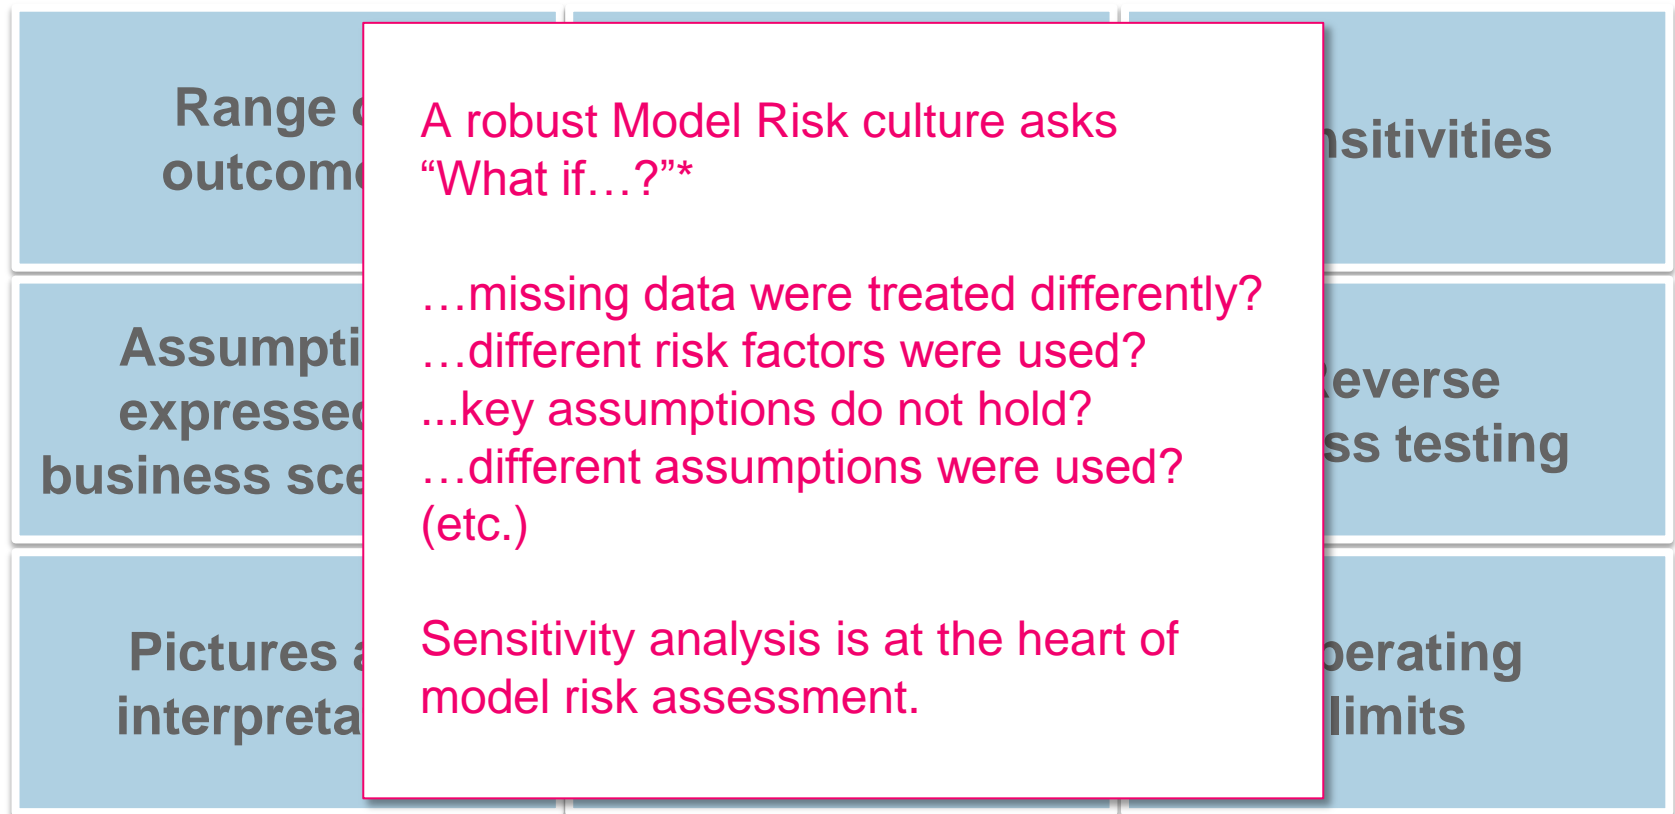 Range
outcom
A robust Model Risk culture asks
“What if…?”*
…missing data were treated differently?
…different risk factors were used?
...key assumptions do not hold?
…different assumptions were used?
(etc.)
Sensitivity analysis is at the heart of
model risk assessment.
nsitivities
Assumpti
expressed
business sce
everse
ss testing
Pictures
interpreta
perating
limits